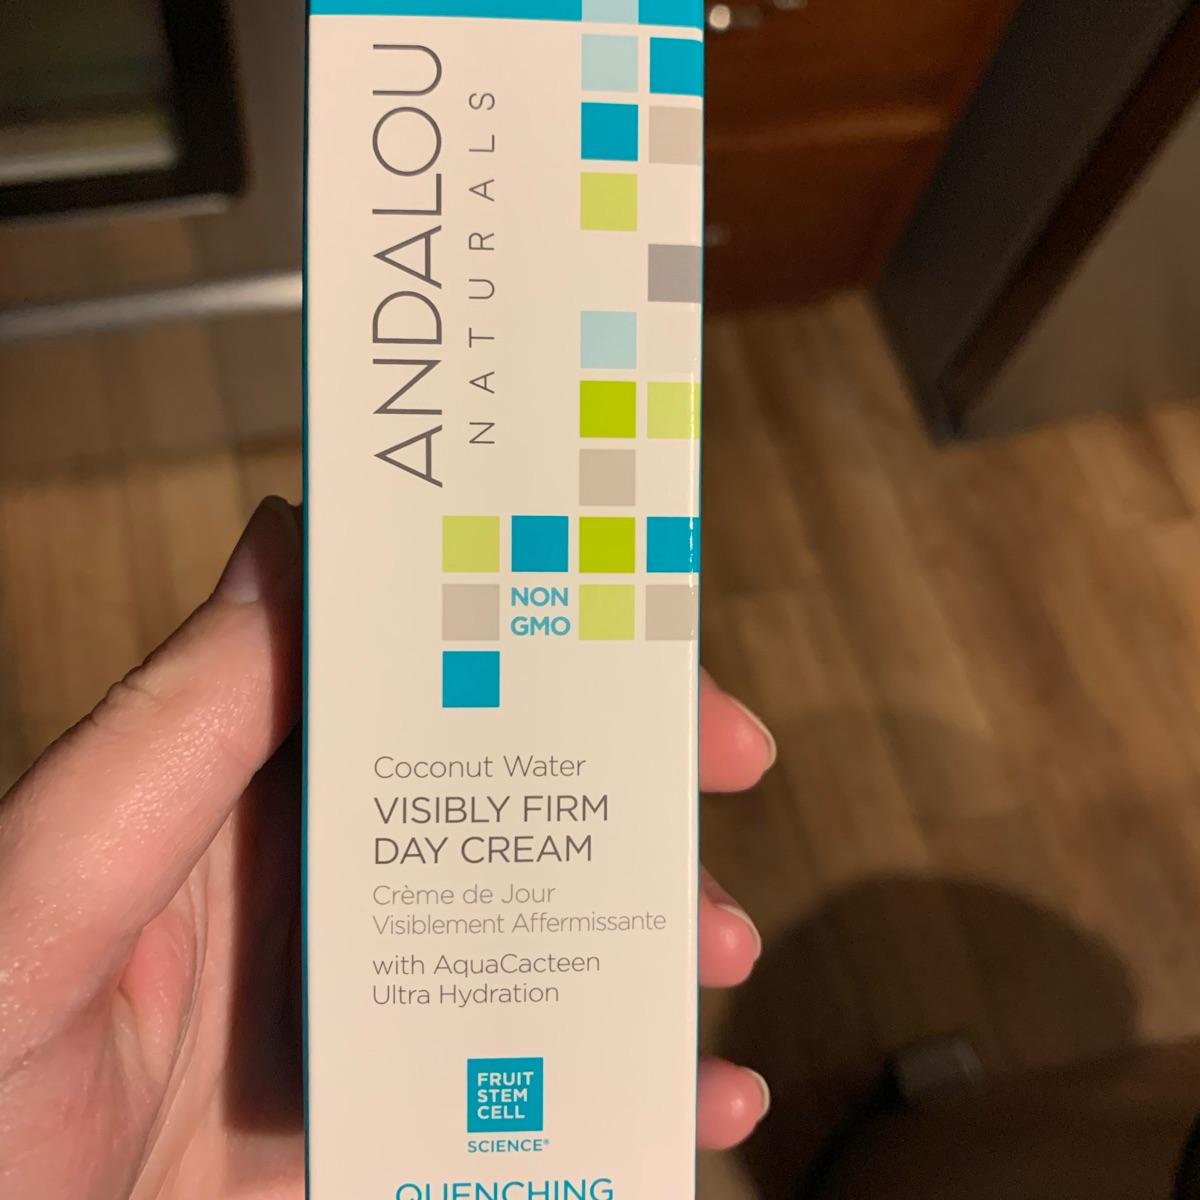 ANDALOU
NATURALS
NON
GMO
Coconut Water
VISIBLY FIRM
DAY CREAM
Crème de Jour
Visiblement Affermissante
with AquaCacteen
Ultra Hydration
FRUIT
STEM
CELL
SCIENCE®
QUENCHING